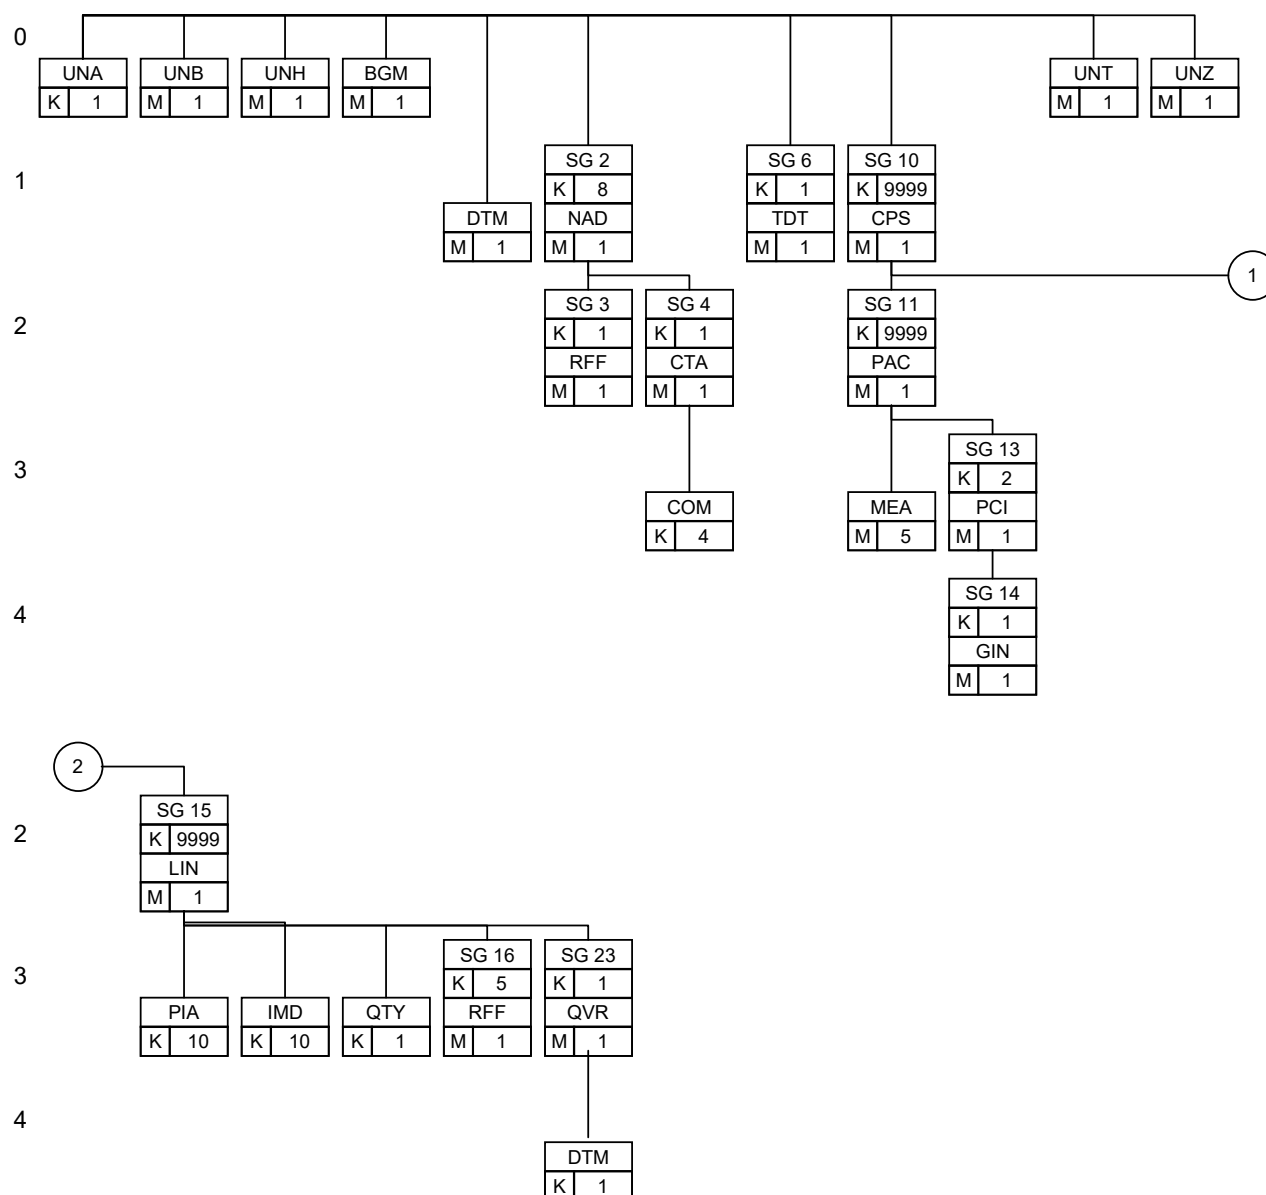 0
UNA UNB UNH BGM UNT UNZ
K 1 M 1 M 1 M 1 M 1 M 1
SG 2 SG 6 SG 10
1
K 8 K 1 K 9999
DTM NAD TDT CPS
M 1 M 1 M 1 M 1
1
SG 3 SG 4 SG 11
2
K 1 K 1 K 9999
RFF CTA PAC
M 1 M 1 M 1
SG 13
3
K 2
COM MEA PCI
K 4 M 5 M 1
SG 14
4
K 1
GIN
M 1
2
SG 15
2
K 9999
LIN
M 1
SG 16 SG 23
3
K 5 K 1
PIA IMD QTY RFF QVR
K 10 K 10 K 1 M 1 M 1
4
DTM
K 1